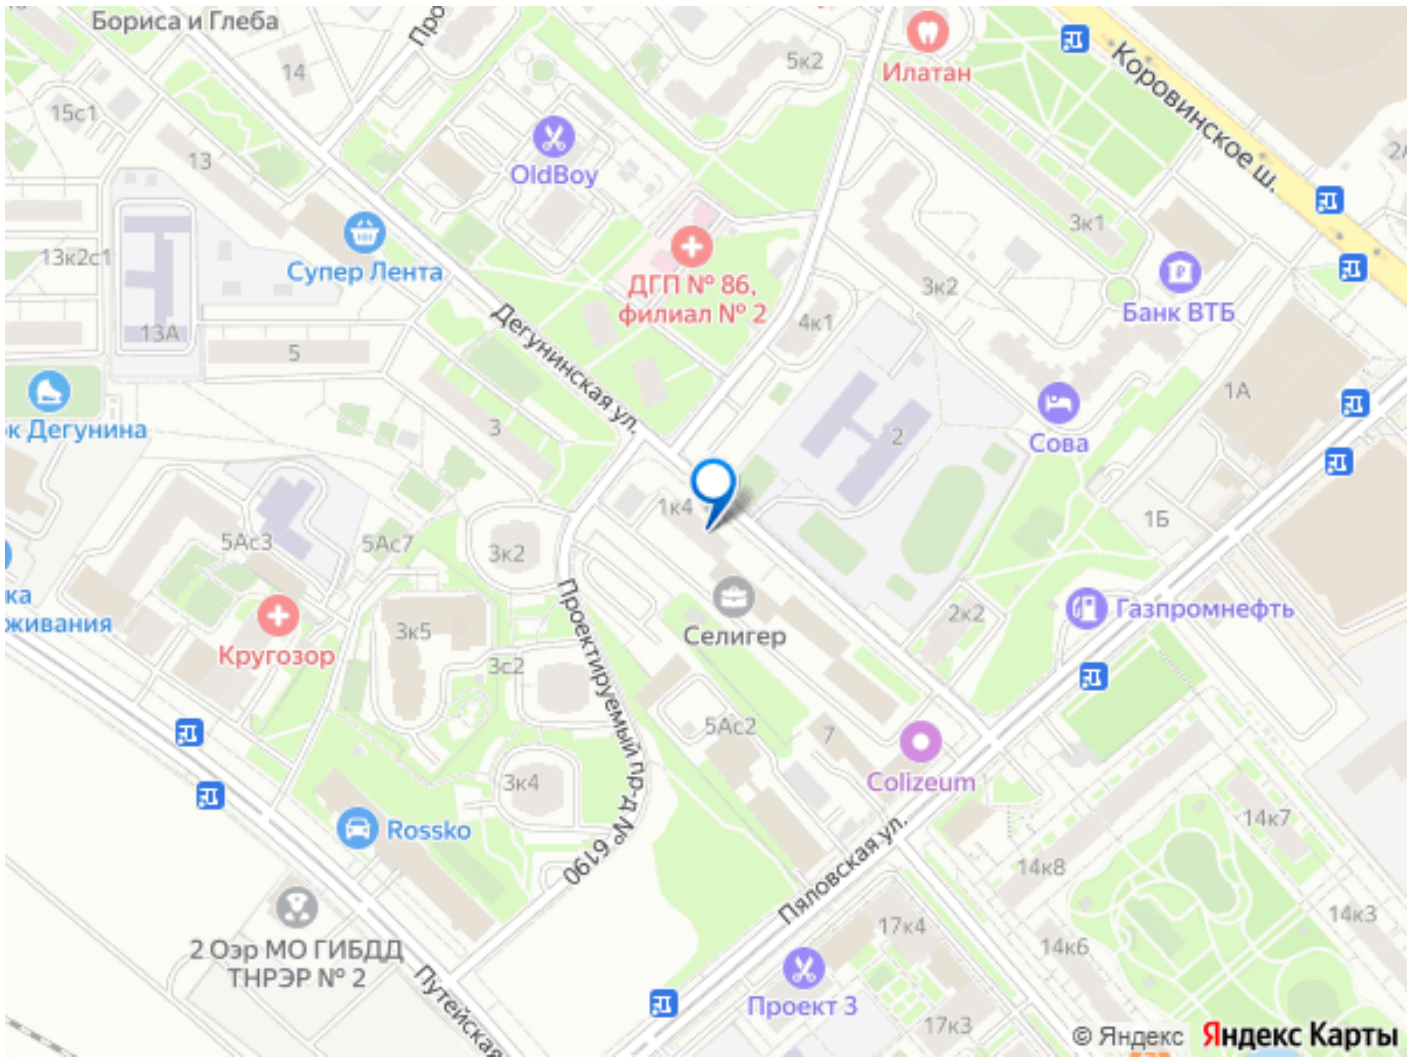 Бориса и Глеба
Про
14
5к2
Илатан
Коровинское ш.
15с1
13
OldBoy
2А
3к1
13к2с1
Супер Лента
ДГП № 86,
филиал № 2
3к2
Банк ВТБ
13А
5
4к1
Дегунинская ул.
1А
к Дегунина
3
2
Сова
1к4
1Б
5Ас3
5Ас7
3к2
ка
живания
Проектируемый пр-д № 6190
Селигер
2к2
Газпромнефть
Кругозор
3к5
3с2
5Ас2
7
Colizeum
3к4
Rossko
Пяловская ул.
14к7
14к8
2 Оэр МО ГИБДД
ТНРЭР № 2
17к4
14к3
14к6
Путейская
Проект 3
17к3
© Яндекс Яндекс Карты